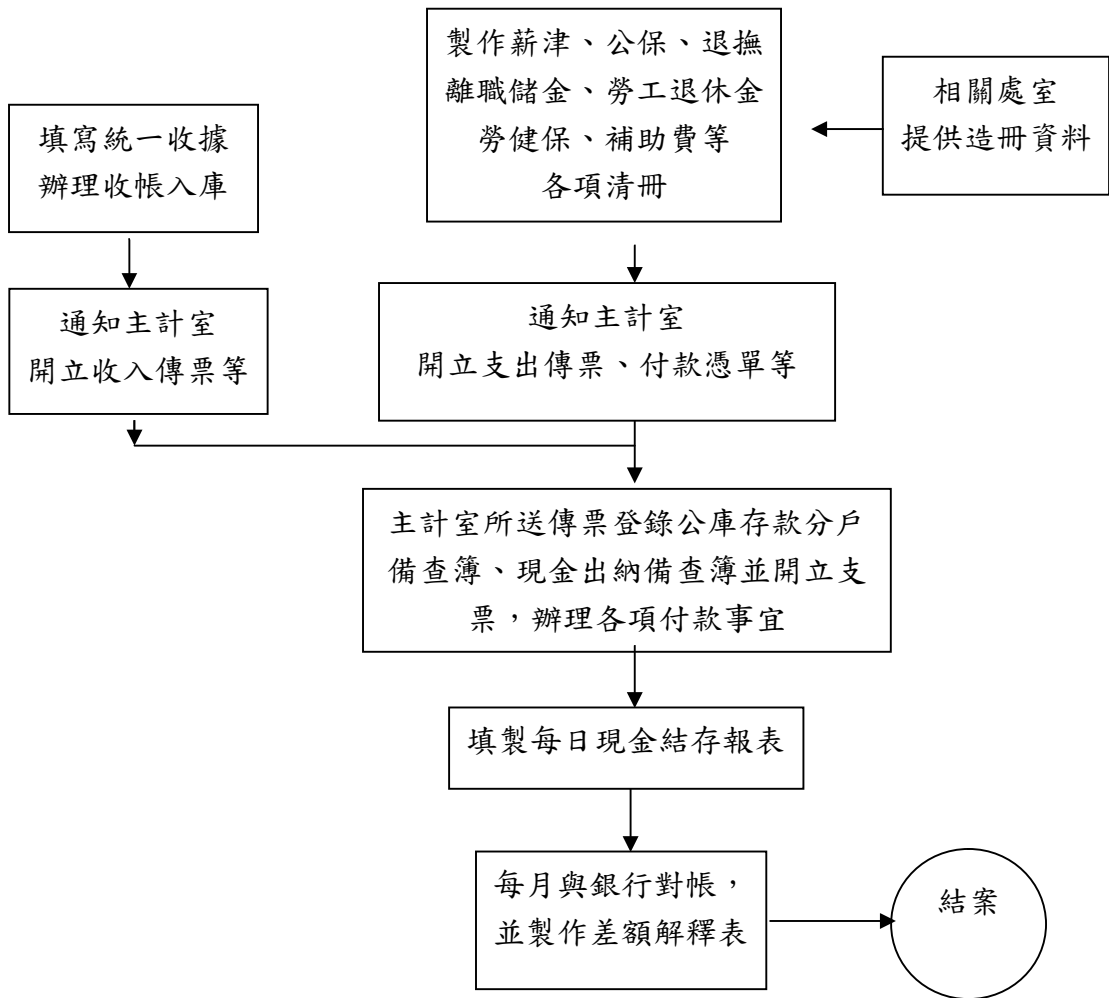 製作薪津、公保、退撫
離職儲金、勞工退休金
勞健保、補助費等
各項清冊
相關處室
提供造冊資料
填寫統一收據
辦理收帳入庫
通知主計室
開立收入傳票等
通知主計室
開立支出傳票、付款憑單等
主計室所送傳票登錄公庫存款分戶
備查簿、現金出納備查簿並開立支
票，辦理各項付款事宜
填製每日現金結存報表
每月與銀行對帳，
並製作差額解釋表
結案